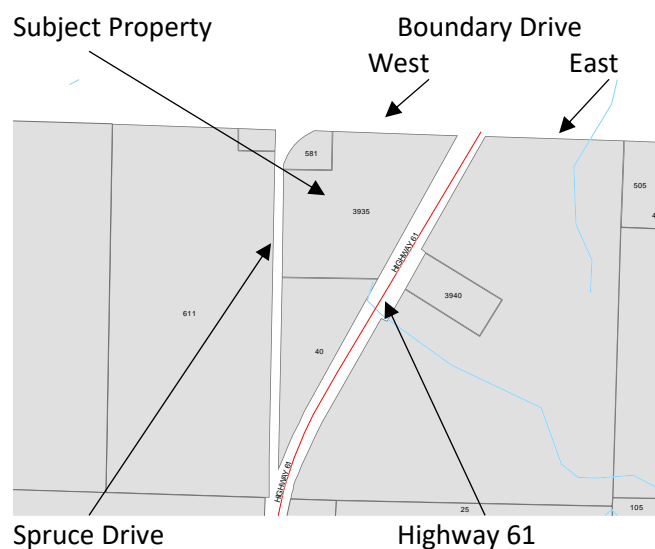 Subject Property
Boundary Drive
West
East
581
505
4
3935
HIGHWAY 61
3940
611
40
HIGHWAY 61
25
105
Spruce Drive
Highway 61